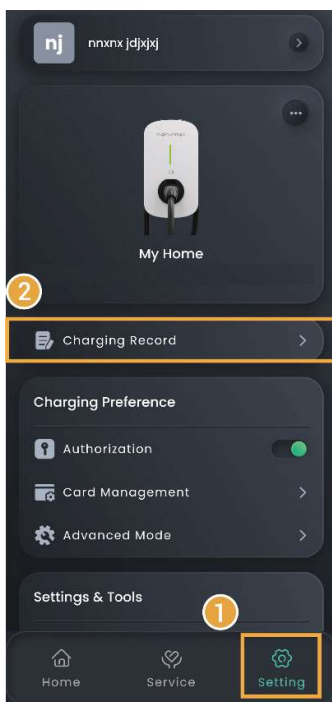 nj
nnxnx jdjxjxj
My Home
2
Charging Record
Charging Preference
Authorization
Card Management
Advanced Mode
Settings & Tools
1
Home
Service
Setting